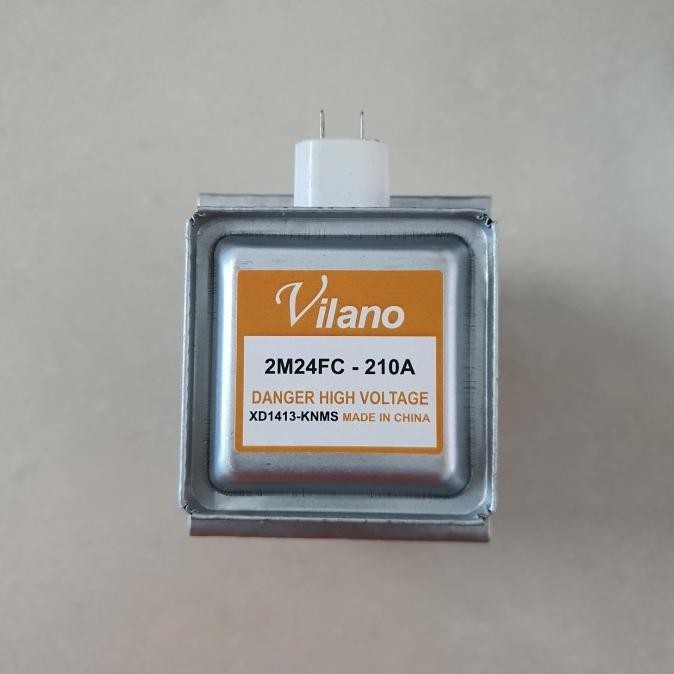 Vilano
2M24FC - 210A
DANGER HIGH VOLTAGE
XD1413-KNMS MADE IN CHINA